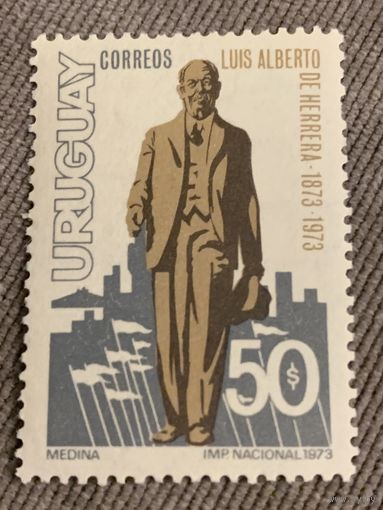 URUGUAY
CORREOS
LUIS ALBERTO
DE HERRERA · 1873 · 1973
50 $
MEDINA
IMP. NACIONAL 1973